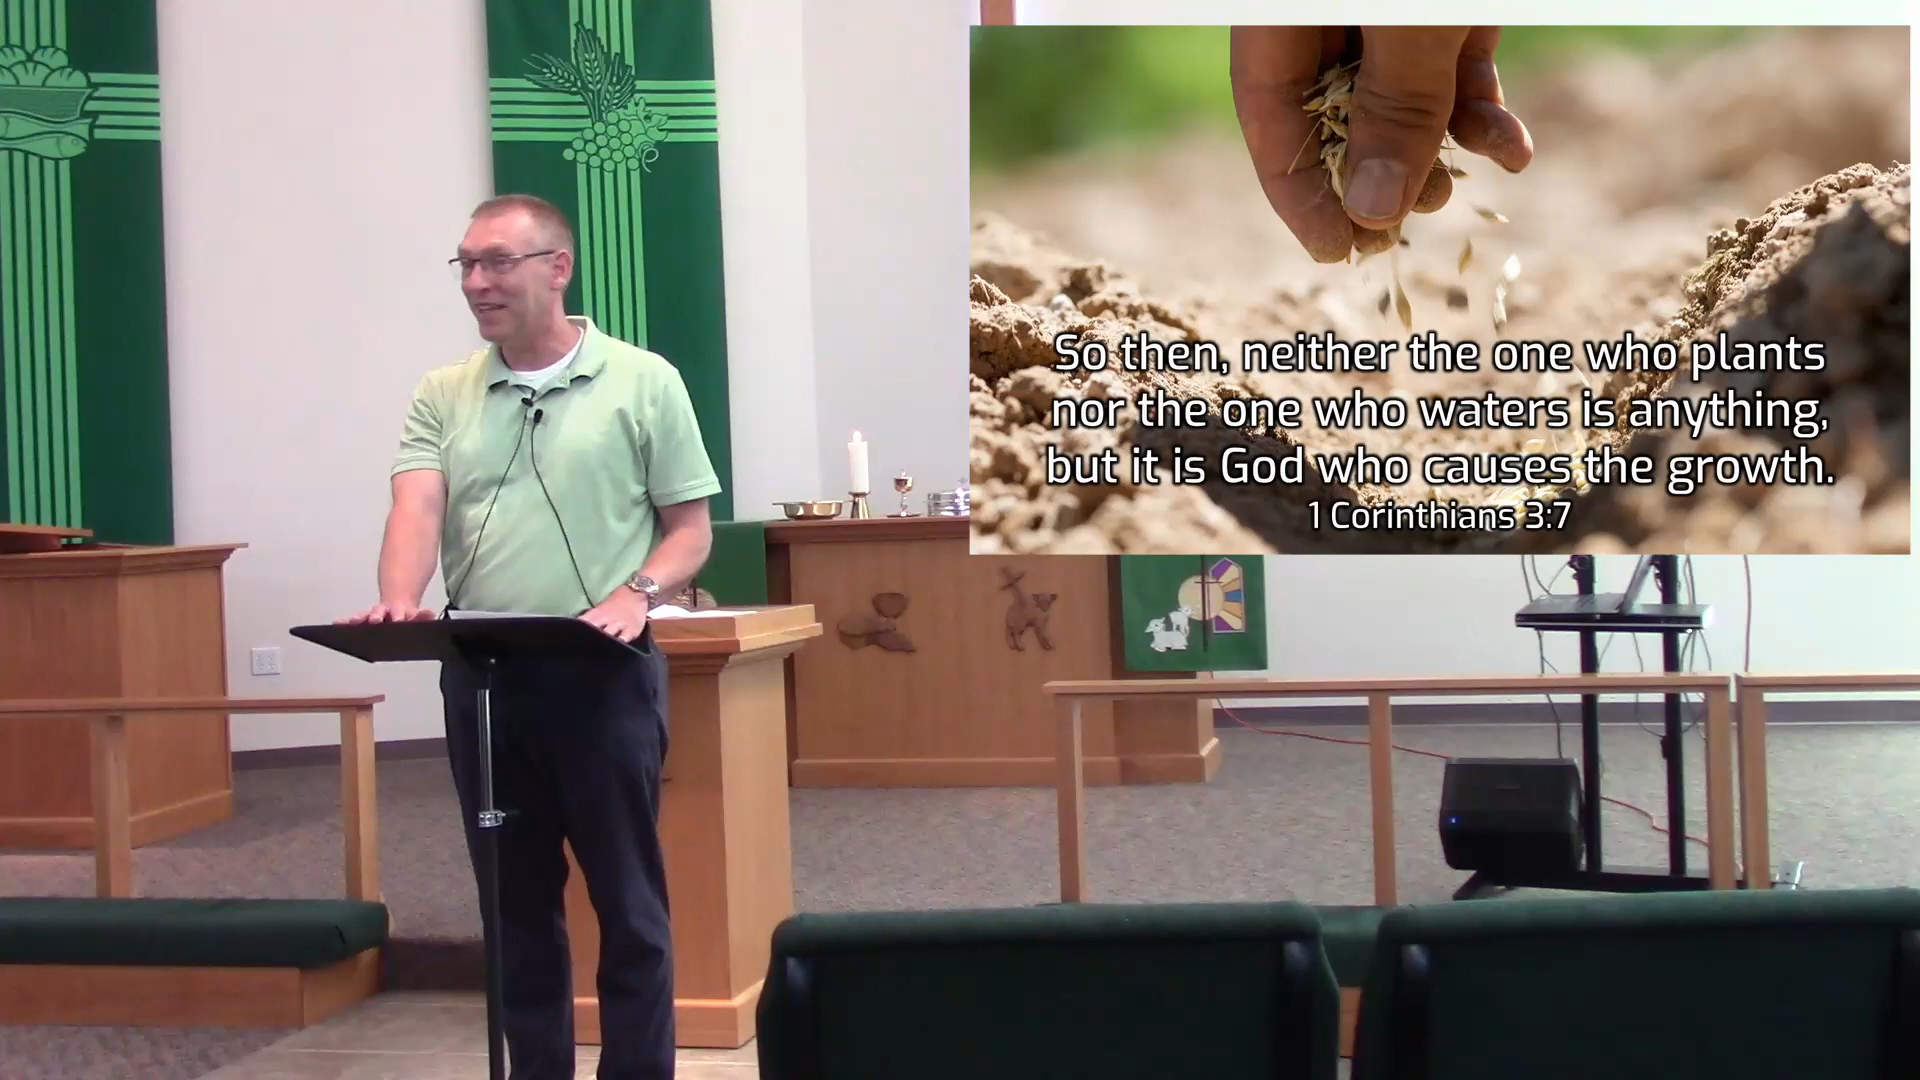 So then, neither the one who plants
nor the one who waters is anything,
but it is God who causes the growth.
1 Corinthians 3:7